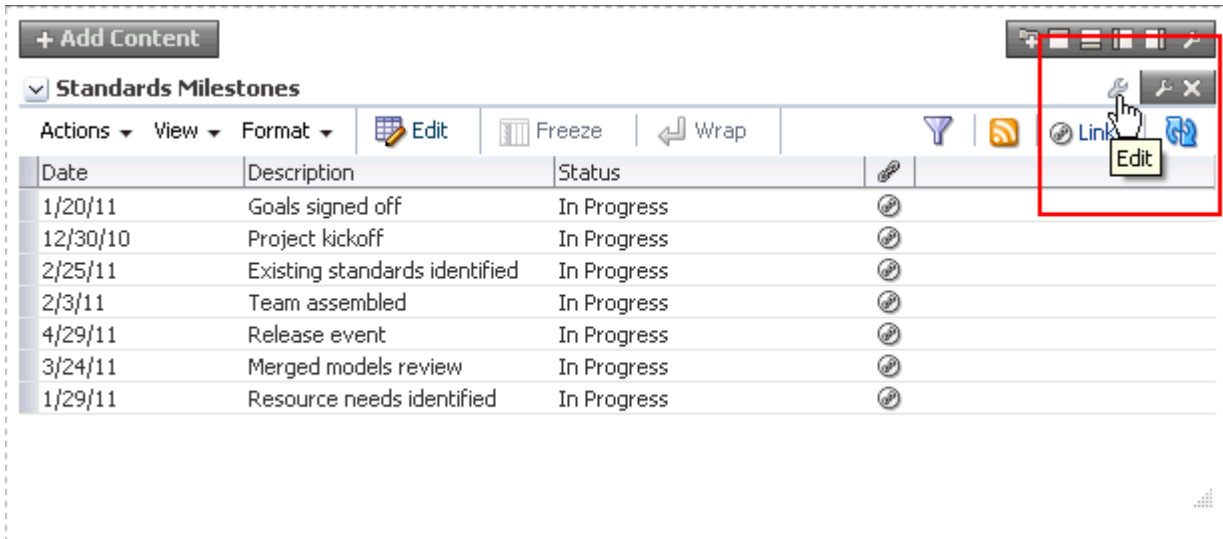 + Add Content
Standards Milestones
Actions View Format Edit Freeze Wrap Link
Edit
Date Description Status
1/20/11 Goals signed off In Progress
12/30/10 Project kickoff In Progress
2/25/11 Existing standards identified In Progress
2/3/11 Team assembled In Progress
4/29/11 Release event In Progress
3/24/11 Merged models review In Progress
1/29/11 Resource needs identified In Progress